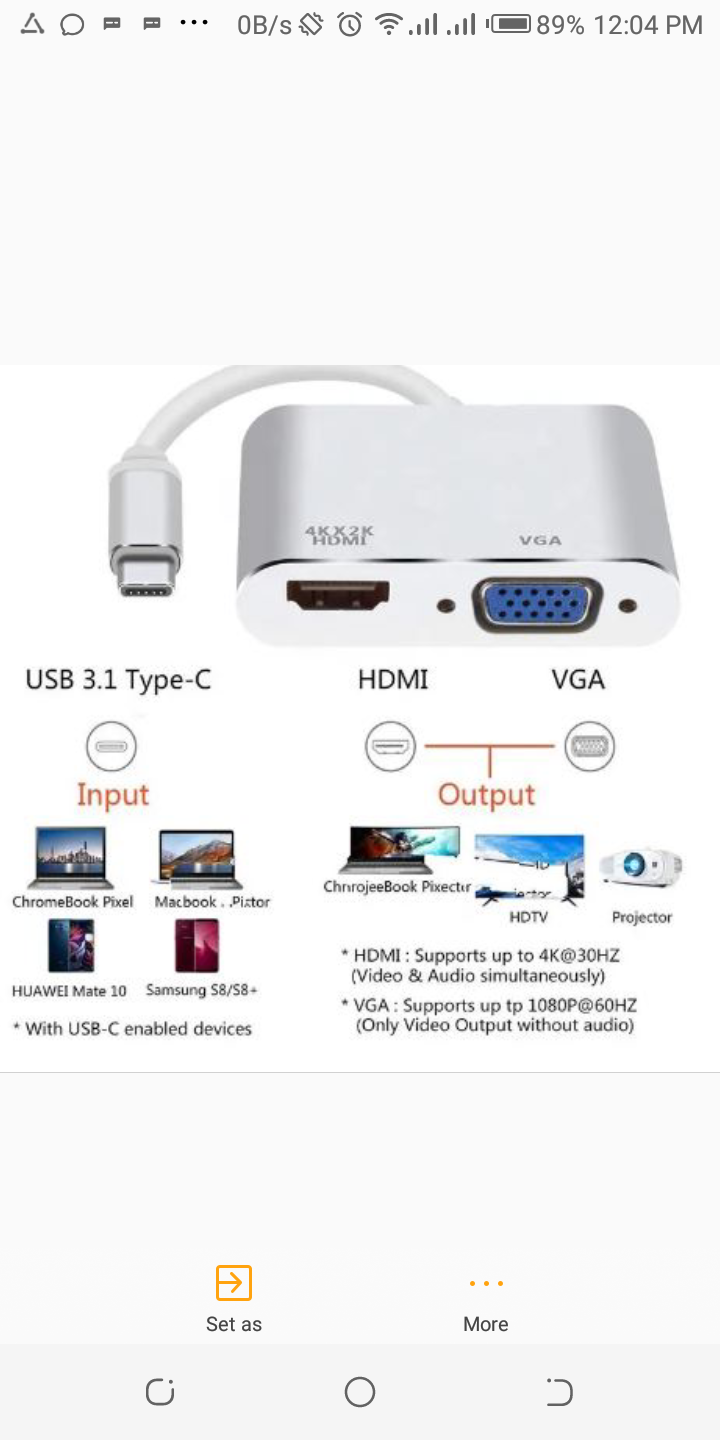 0B/s 89% 12:04 PM
4KX2K
HDMI
VGA
USB 3.1 Type-C HDMI VGA
Input Output
ChromeBook Pixel Macbook
HDTV Projector
HUAWEI Mate 10 Samsung S8/S8+
* With USB-C enabled devices
* HDMI : Supports up to 4K@30HZ
(Video & Audio simultaneously)
* VGA : Supports up tp 1080P@60HZ
(Only Video Output without audio)
Set as More